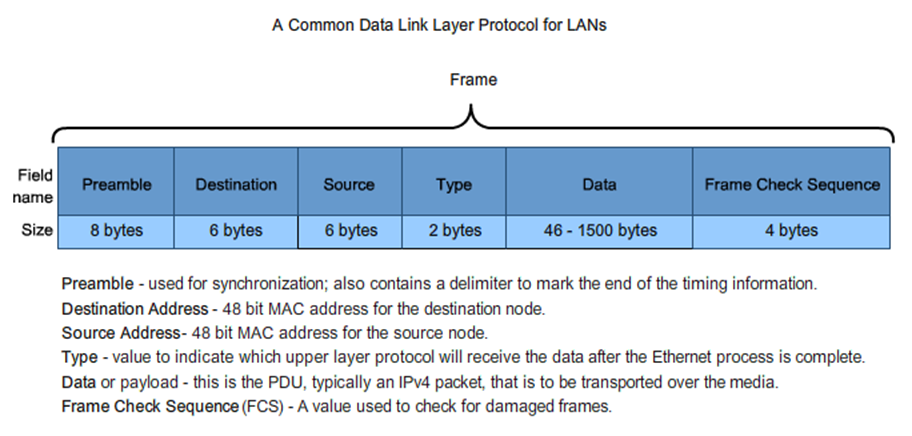 A Common Data Link Layer Protocol for LANs
Frame
Field name
Preamble
Destination
Source
Type
Data
Frame Check Sequence
Size
8 bytes
6 bytes
6 bytes
2 bytes
46 - 1500 bytes
4 bytes
Preamble - used for synchronization; also contains a delimiter to mark the end of the timing information.
Destination Address - 48 bit MAC address for the destination node.
Source Address- 48 bit MAC address for the source node.
Type - value to indicate which upper layer protocol will receive the data after the Ethernet process is complete.
Data or payload - this is the PDU, typically an IPv4 packet, that is to be transported over the media.
Frame Check Sequence (FCS) - A value used to check for damaged frames.